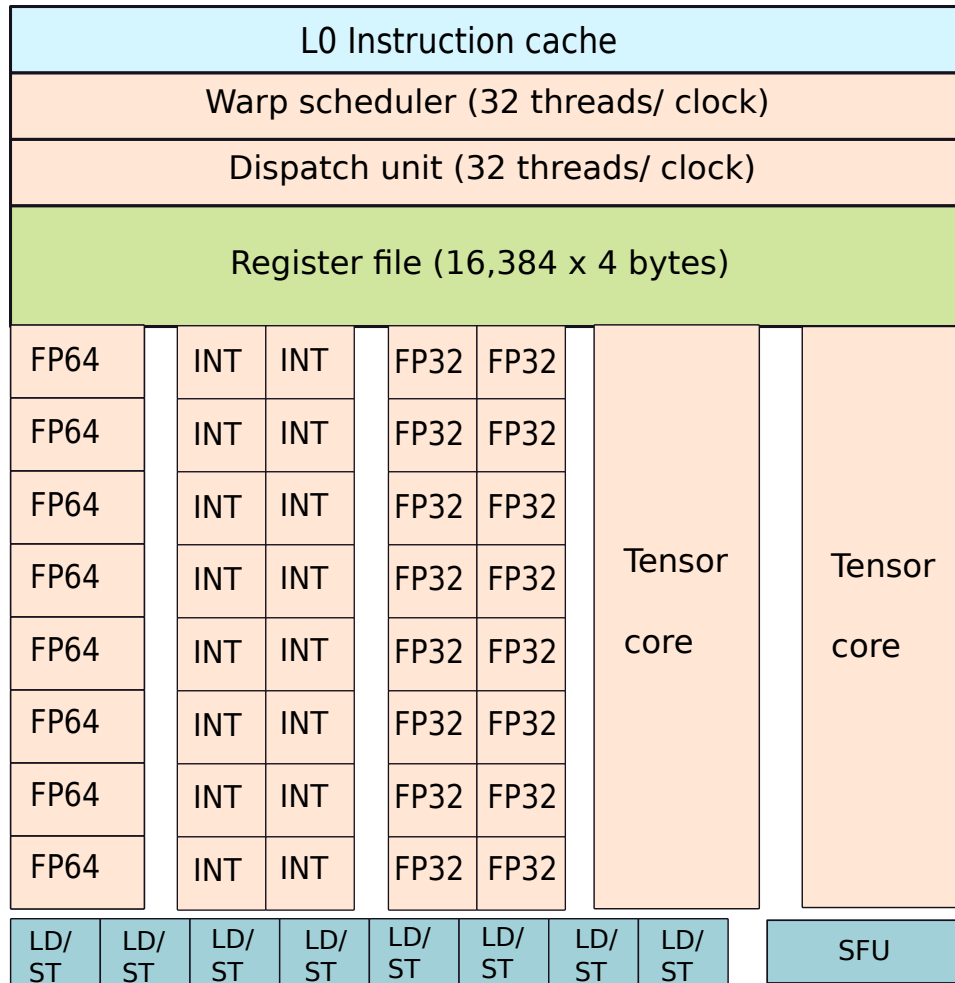 L0 Instruction cache
Warp scheduler (32 threads/ clock)
Dispatch unit (32 threads/ clock)
Register file (16,384 x 4 bytes)
FP64 INT INT FP32 FP32
FP64 INT INT FP32 FP32
FP64 INT INT FP32 FP32
FP64 INT INT FP32 FP32
FP64 INT INT FP32 FP32
FP64 INT INT FP32 FP32
FP64 INT INT FP32 FP32
FP64 INT INT FP32 FP32
Tensor
core
Tensor
core
LD/ LD/ LD/ LD/ LD/ LD/ LD/ LD/
ST ST ST ST ST ST ST ST
SFU